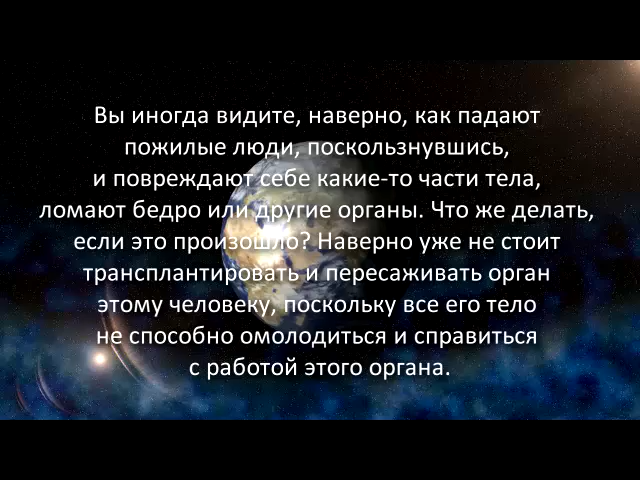 Вы иногда видите, наверно, как падают
пожилые люди, поскользнувшись,
и повреждают себе какие-то части тела,
ломают бедро или другие органы. Что же делать,
если это произошло? Наверно уже не стоит
трансплантировать и пересаживать орган
этому человеку, поскольку все его тело
не способно омолодиться и справиться
с работой этого органа.